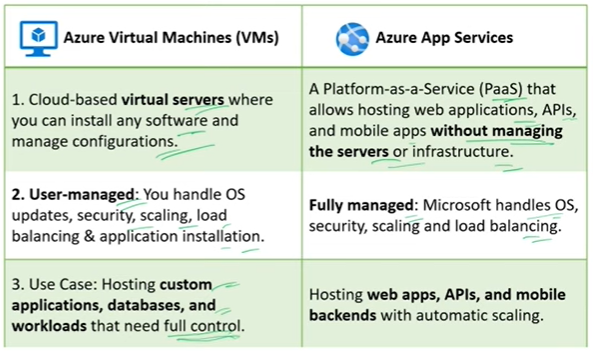 Azure Virtual Machines (VMs)
Azure App Services
1. Cloud-based virtual servers where
you can install any software and
manage configurations.
A Platform-as-a-Service (PaaS) that
allows hosting web applications, APIs,
and mobile apps without managing
the servers or infrastructure.
2. User-managed: You handle OS
updates, security, scaling, load
balancing & application installation.
Fully managed: Microsoft handles OS,
security, scaling and load balancing.
3. Use Case: Hosting custom
applications, databases, and
workloads that need full control.
Hosting web apps, APIs, and mobile
backends with automatic scaling.